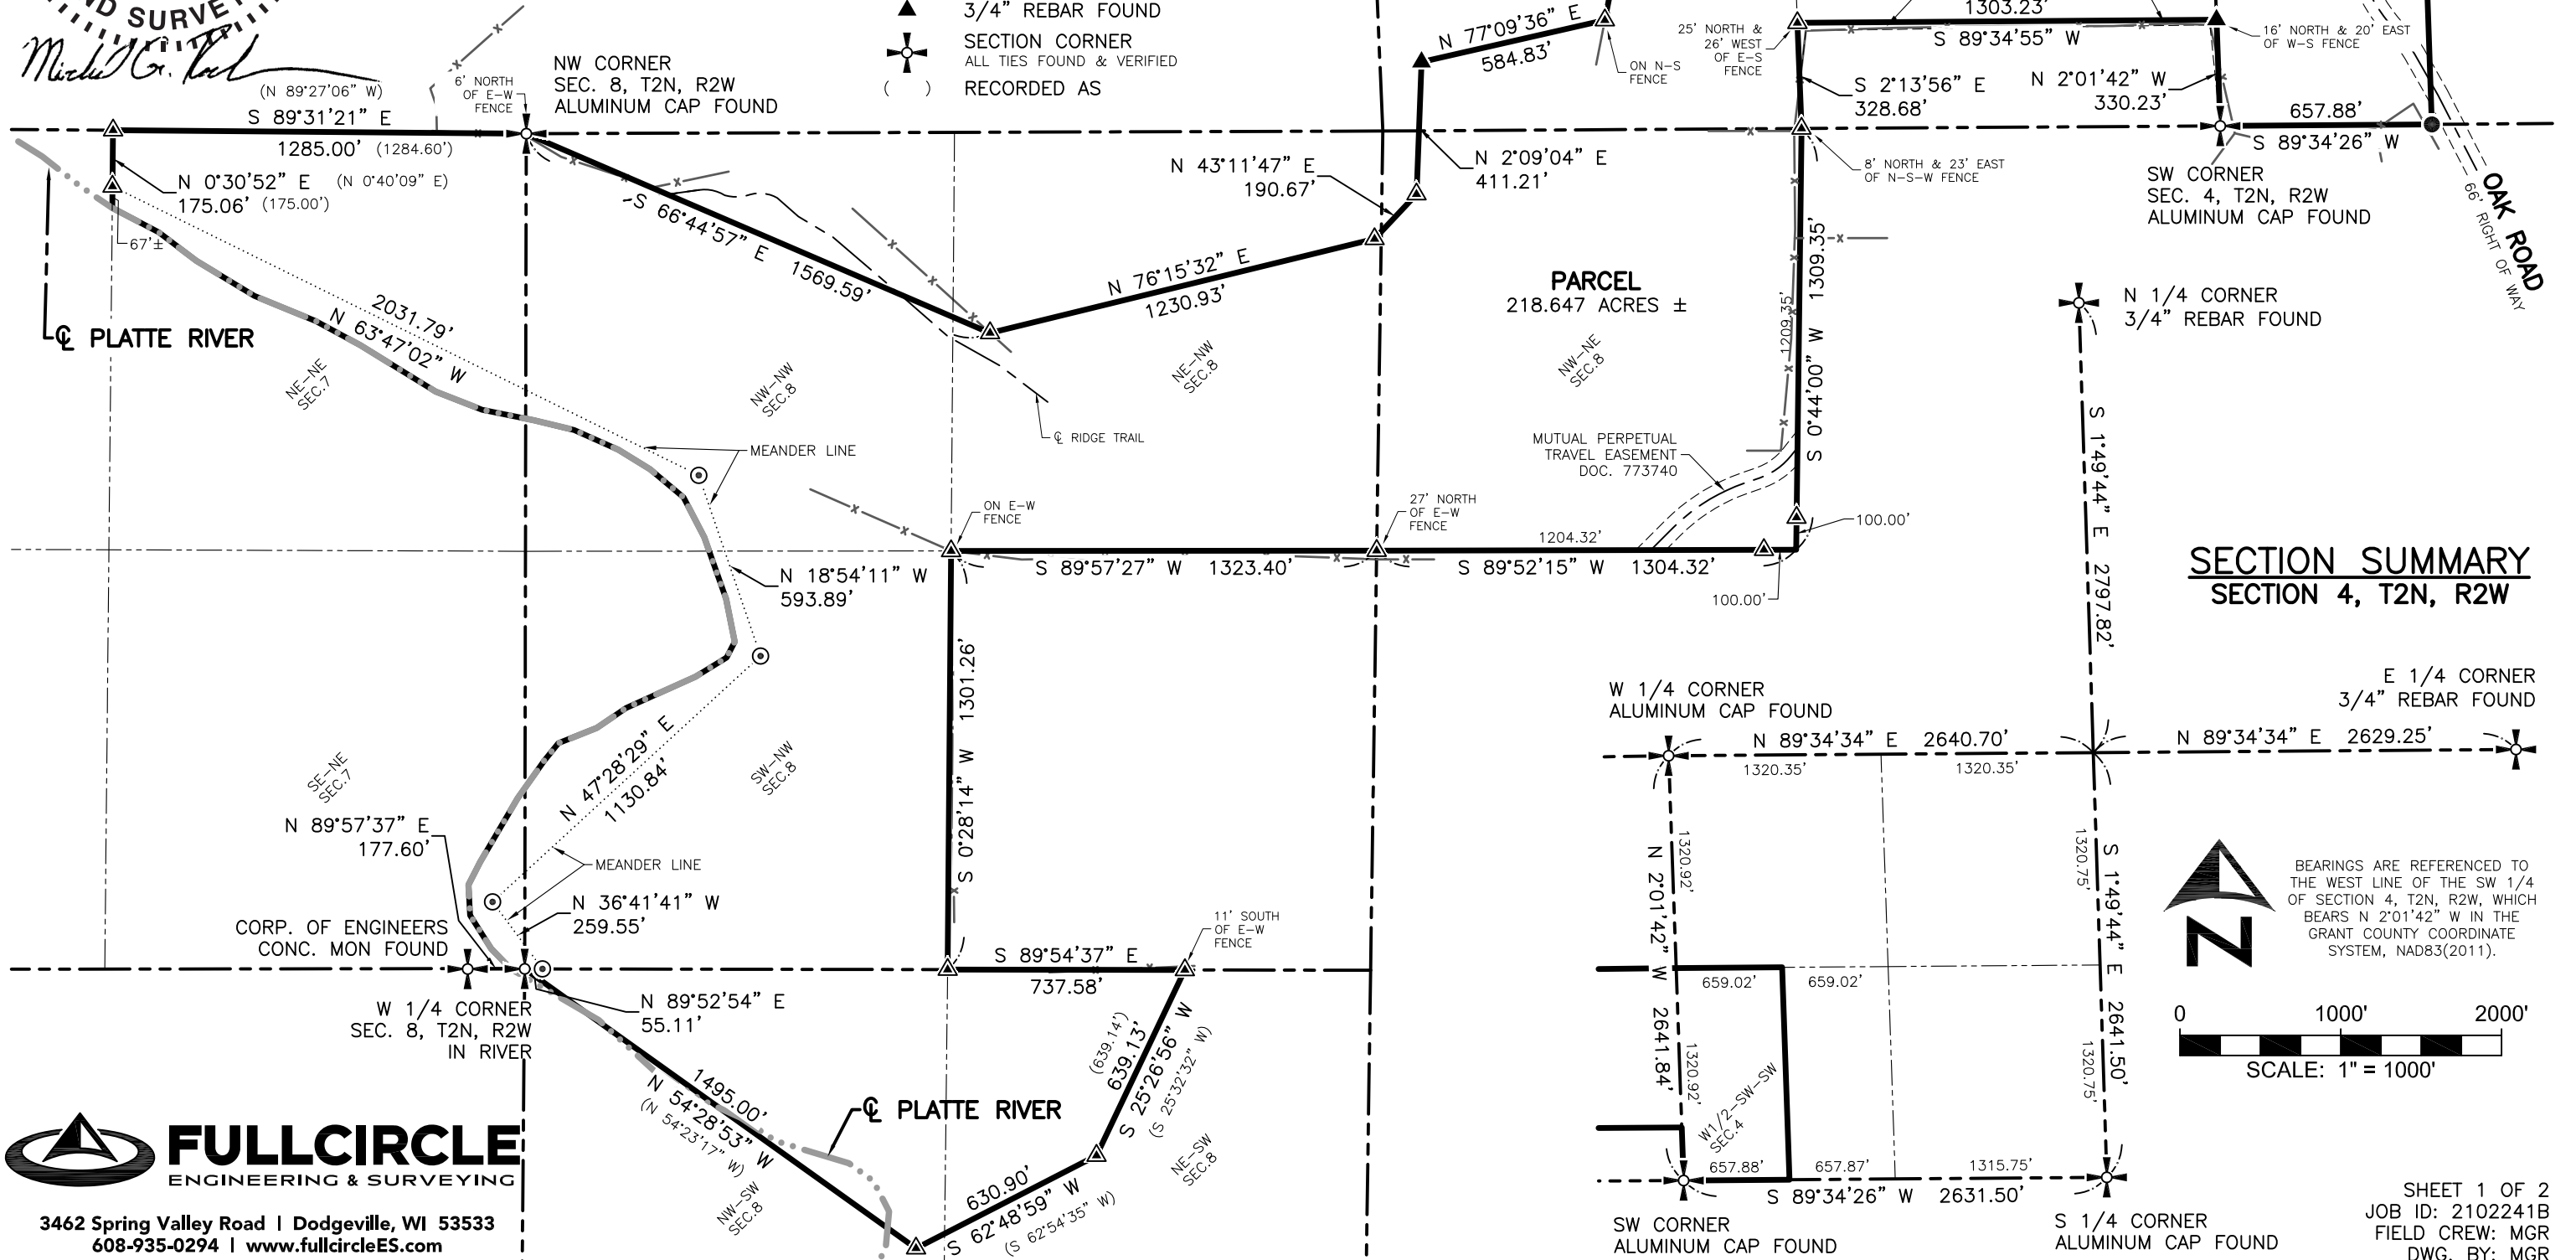 ND SURVEY
3/4" REBAR FOUND
SECTION CORNER
ALL TIES FOUND & VERIFIED
( ) RECORDED AS
NW CORNER
SEC. 8, T2N, R2W
ALUMINUM CAP FOUND
6' NORTH
OF E-W
FENCE
(N 89°27'06" W)
S 89°31'21" E
1285.00' (1284.60')
N 0°30'52" E (N 0°40'09" E)
175.06' (175.00')
67'±
℄ PLATTE RIVER
2031.79'
N 63°47'02" W
NE-NE
SEC.7
S 66°44'57" E 1569.59'
NW-NW
SEC.8
℄ RIDGE TRAIL
MEANDER LINE
N 77°09'36" E
584.83'
ON N-S
FENCE
N 43°11'47" E
190.67'
N 2°09'04" E
411.21'
N 76°15'32" E
1230.93'
NE-NW
SEC.8
PARCEL
218.647 ACRES ±
NW-NE
SEC.8
25' NORTH &
26' WEST
OF E-S
FENCE
1303.23'
S 89°34'55" W
16' NORTH & 20' EAST
OF W-S FENCE
S 2°13'56" E
328.68'
N 2°01'42" W
330.23'
657.88'
S 89°34'26" W
8' NORTH & 23' EAST
OF N-S-W FENCE
SW CORNER
SEC. 4, T2N, R2W
ALUMINUM CAP FOUND
OAK ROAD
66' RIGHT OF WAY
1209.35'
S 0°44'00" W 1309.35'
MUTUAL PERPETUAL
TRAVEL EASEMENT
DOC. 773740
ON E-W
FENCE
27' NORTH
OF E-W
FENCE
1204.32'
100.00'
S 89°57'27" W 1323.40'
S 89°52'15" W 1304.32'
100.00'
N 18°54'11" W
593.89'
S 0°28'14" W 1301.26'
N 47°28'29" E
1130.84'
SW-NW
SEC.8
SE-NE
SEC.7
N 89°57'37" E
177.60'
MEANDER LINE
N 36°41'41" W
259.55'
CORP. OF ENGINEERS
CONC. MON FOUND
W 1/4 CORNER
SEC. 8, T2N, R2W
IN RIVER
N 89°52'54" E
55.11'
S 89°54'37" E
737.58'
11' SOUTH
OF E-W
FENCE
(639.14')
639.13'
S 25°26'56" W
(S 25°32'32" W)
1495.00'
N 54°28'53" W
(N 54°23'17" W)
℄ PLATTE RIVER
NW-SW
SEC.8
630.90'
S 62°48'59" W
(S 62°54'35" W)
NE-SW
SEC.8
N 1/4 CORNER
3/4" REBAR FOUND
S 1°49'44" E 2797.82'
SECTION SUMMARY
SECTION 4, T2N, R2W
W 1/4 CORNER
ALUMINUM CAP FOUND
E 1/4 CORNER
3/4" REBAR FOUND
N 89°34'34" E 2640.70'
N 89°34'34" E 2629.25'
1320.35'
1320.35'
1320.92'
N 2°01'42" W 2641.84'
1320.92'
1320.75'
S 1°49'44" E 2641.50'
1320.75'
659.02'
659.02'
W1/2-SW-SW
SEC.4
657.88'
657.87'
1315.75'
S 89°34'26" W 2631.50'
SW CORNER
ALUMINUM CAP FOUND
S 1/4 CORNER
ALUMINUM CAP FOUND
N
BEARINGS ARE REFERENCED TO
THE WEST LINE OF THE SW 1/4
OF SECTION 4, T2N, R2W, WHICH
BEARS N 2°01'42" W IN THE
GRANT COUNTY COORDINATE
SYSTEM, NAD83(2011).
0 1000' 2000'
SCALE: 1" = 1000'
FULLCIRCLE
ENGINEERING & SURVEYING
3462 Spring Valley Road | Dodgeville, WI 53533
608-935-0294 | www.fullcircleES.com
SHEET 1 OF 2
JOB ID: 2102241B
FIELD CREW: MGR
DWG. BY: MGR